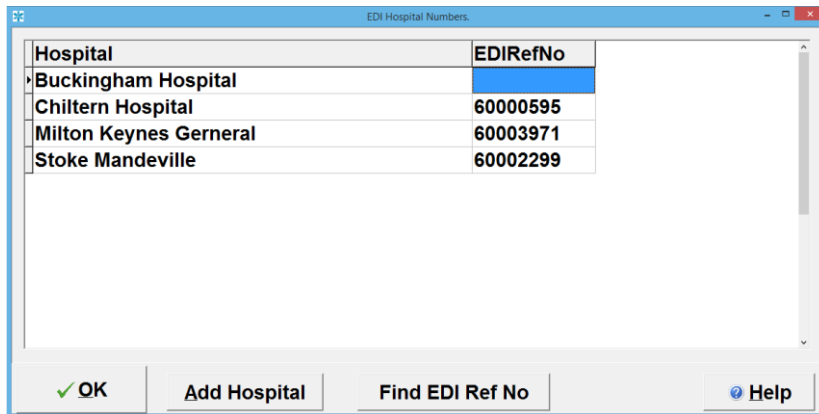 EDI Hospital Numbers.
Hospital EDIRefNo
Buckingham Hospital
Chiltern Hospital 60000595
Milton Keynes Gerneral 60003971
Stoke Mandeville 60002299
OK Add Hospital Find EDI Ref No Help